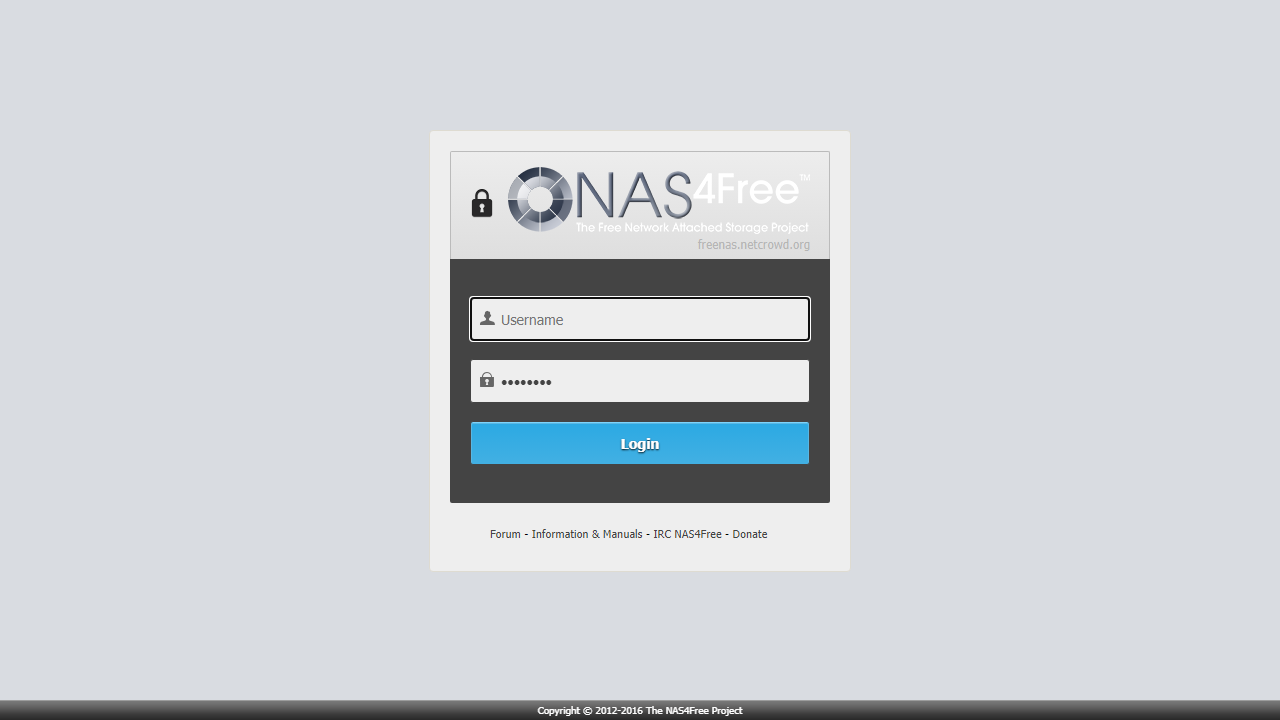 NAS4Free™
The Free Network Attached Storage Project
freenas.netcrowd.org
Username
••••••••
Login
Forum - Information & Manuals - IRC NAS4Free - Donate
Copyright © 2012-2016 The NAS4Free Project